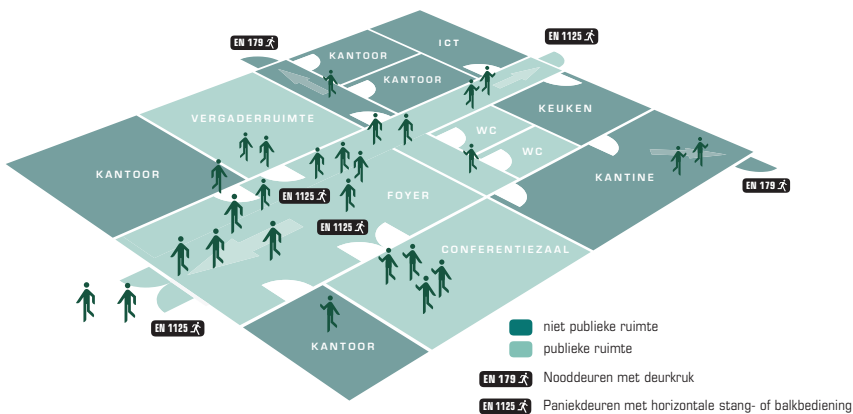 EN 179
EN 1125
ICT
KANTOOR
KANTOOR
VERGADERRUIMTE
KEUKEN
WC
WC
KANTOOR
KANTINE
EN 179
EN 1125
FOYER
EN 1125
CONFERENTIEZAAL
EN 1125
KANTOOR
niet publieke ruimte
publieke ruimte
EN 179 Nooddeuren met deurkruk
EN 1125 Paniekdeuren met horizontale stang- of balkbediening